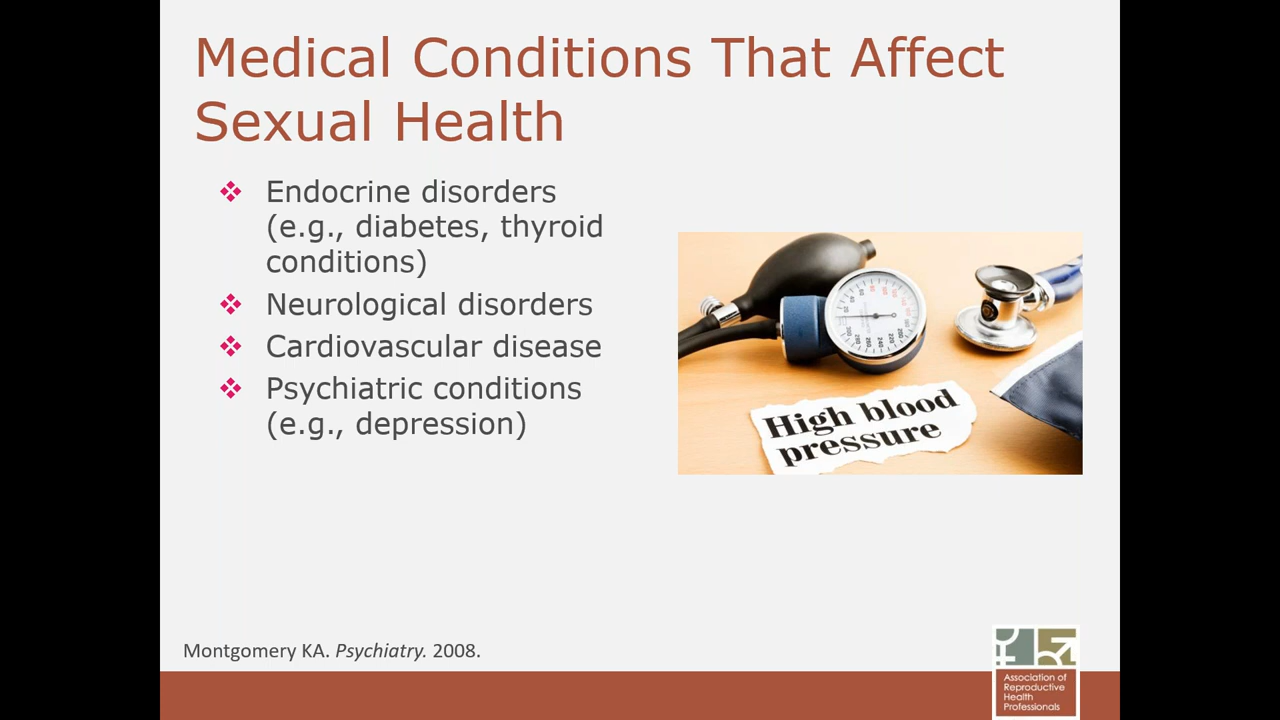 Medical Conditions That Affect
Sexual Health
❖ Endocrine disorders
(e.g., diabetes, thyroid
conditions)
❖ Neurological disorders
❖ Cardiovascular disease
❖ Psychiatric conditions
(e.g., depression)
High blood
pressure
Montgomery KA. Psychiatry. 2008.
Association of
Reproductive
Health
Professionals